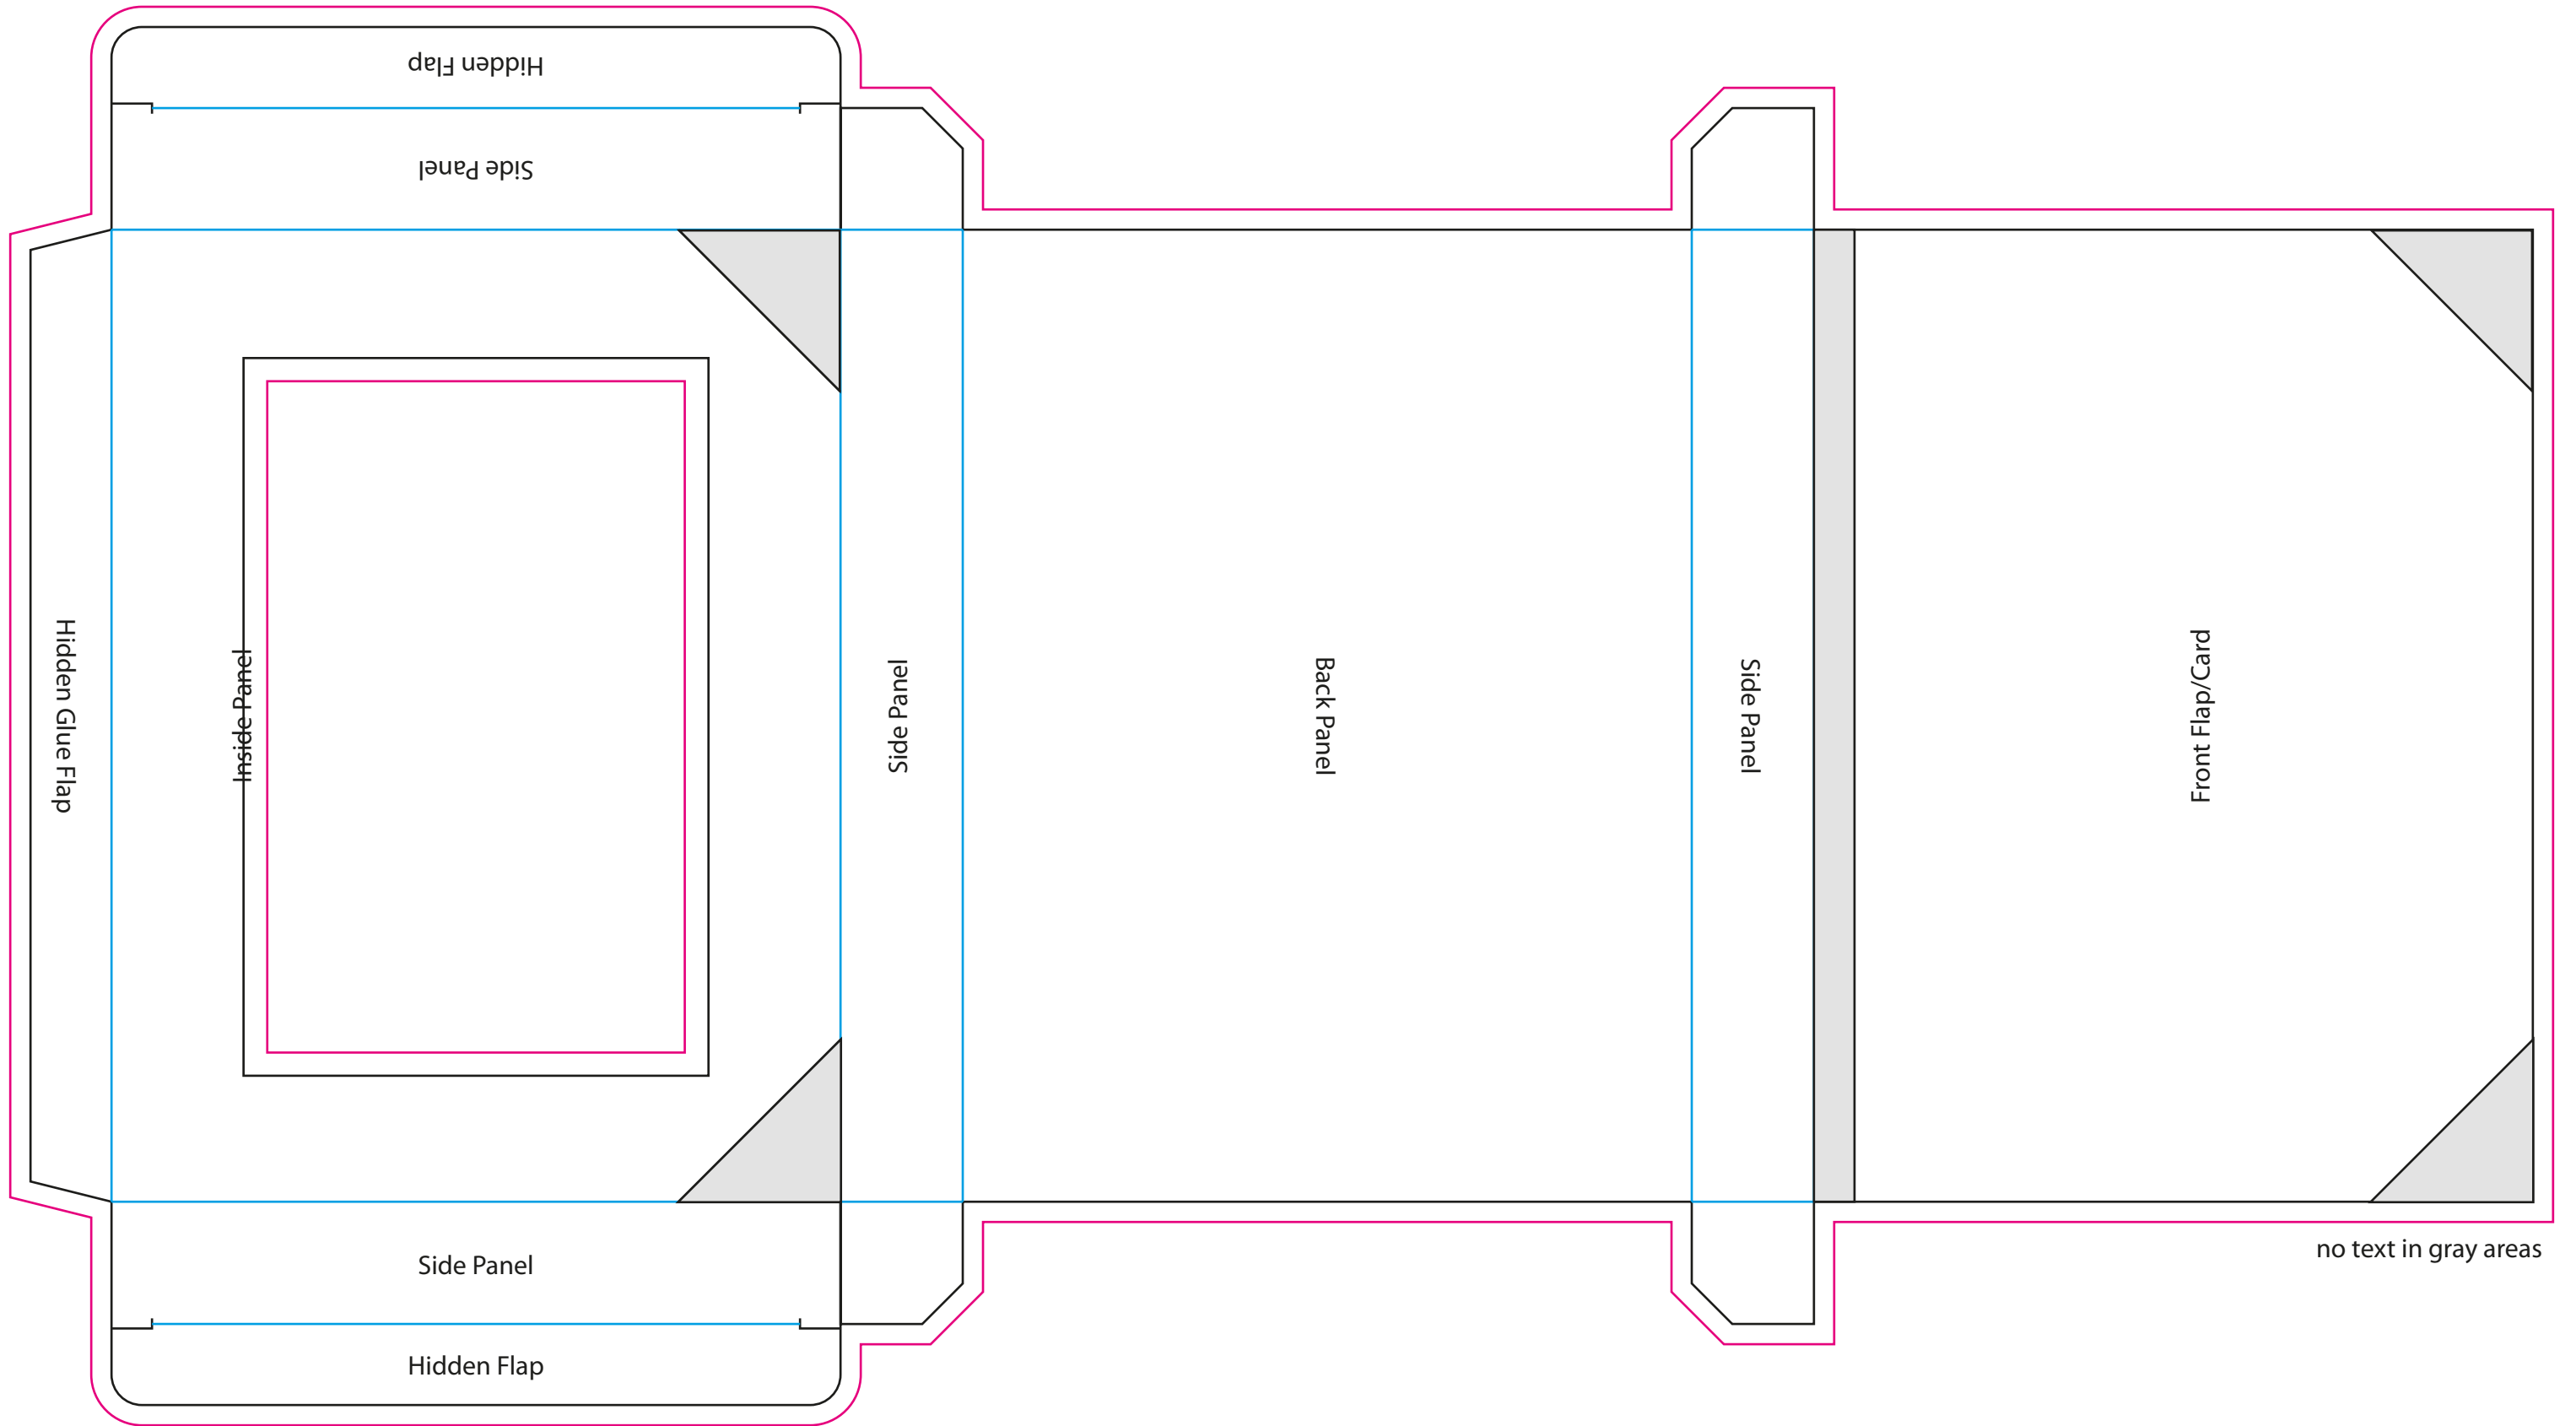 Hidden Flap
Side Panel
Hidden Glue Flap
Inside Panel
Side Panel
Back Panel
Side Panel
Front Flap/Card
no text in gray areas
Side Panel
Hidden Flap